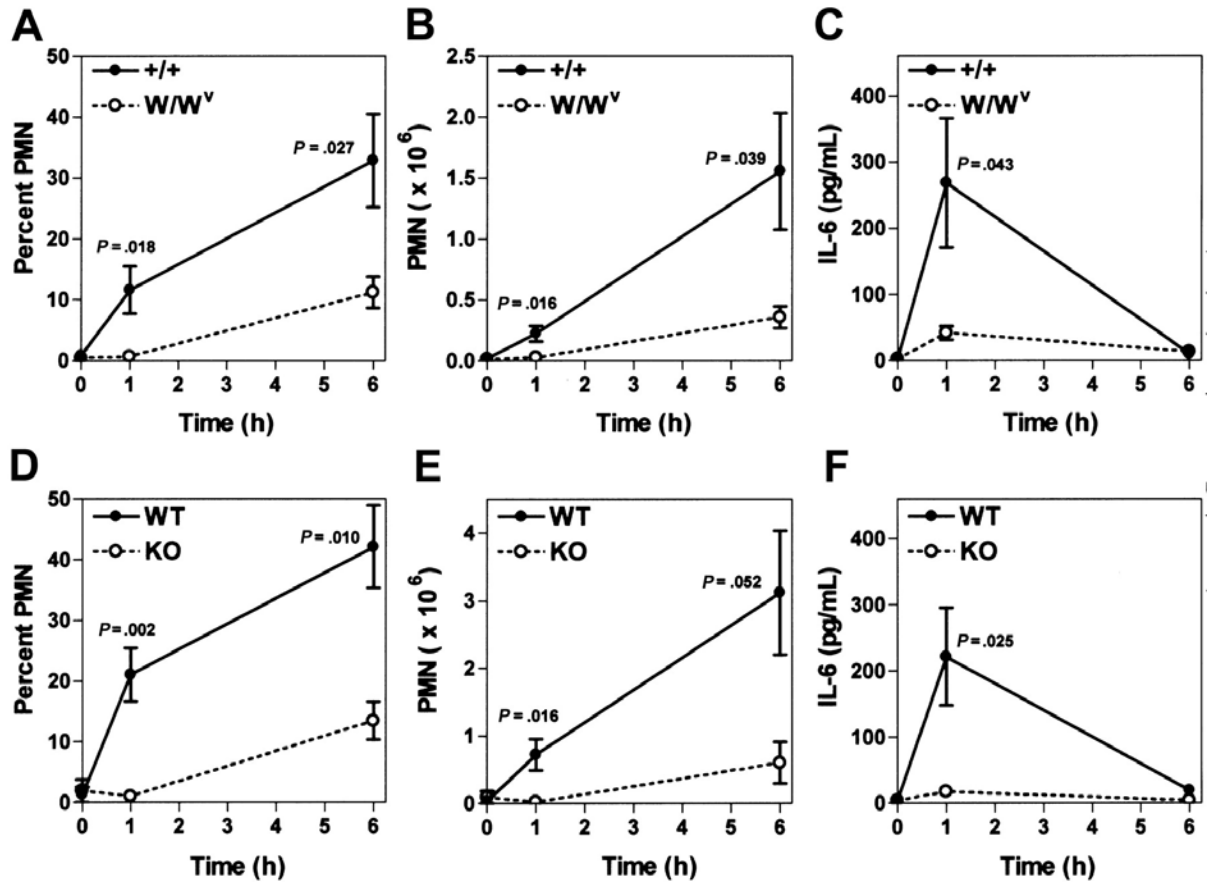 A
50
40
30
20
10
0
Percent PMN
+/+
W/Wᵛ
P = .018
P = .027
0 1 2 3 4 5 6
Time (h)
B
2.5
2.0
1.5
1.0
0.5
0.0
PMN ( x 10⁶)
+/+
W/Wᵛ
P = .016
P = .039
0 1 2 3 4 5 6
Time (h)
C
400
300
200
100
0
IL-6 (pg/mL)
+/+
W/Wᵛ
P = .043
0 1 2 3 4 5 6
Time (h)
D
50
40
30
20
10
0
Percent PMN
WT
KO
P = .002
P = .010
0 1 2 3 4 5 6
Time (h)
E
4
3
2
1
0
PMN ( x 10⁶)
WT
KO
P = .016
P = .052
0 1 2 3 4 5 6
Time (h)
F
400
300
200
100
0
IL-6 (pg/mL)
WT
KO
P = .025
0 1 2 3 4 5 6
Time (h)